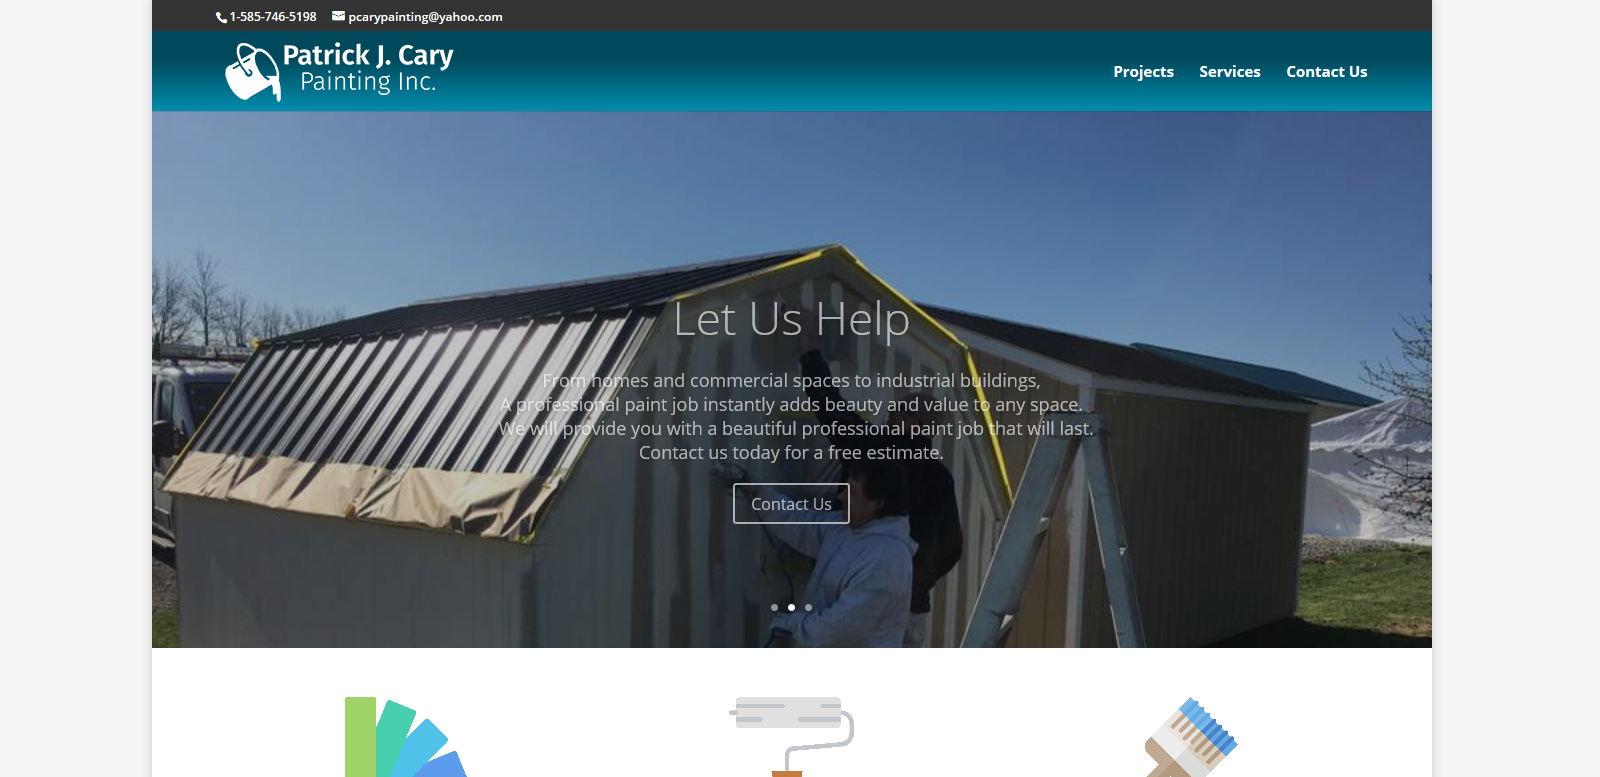 1-585-746-5198 pcarypainting@yahoo.com
Patrick J. Cary
Painting Inc.
Projects Services Contact Us
Let Us Help
From homes and commercial spaces to industrial buildings,
A professional paint job instantly adds beauty and value to any space.
We will provide you with a beautiful professional paint job that will last.
Contact us today for a free estimate.
Contact Us